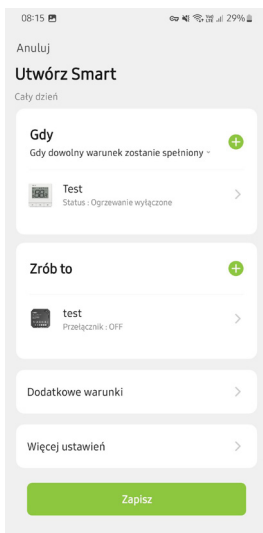 08:15 29%
Anuluj
Utwórz Smart
Cały dzień
Gdy
Gdy dowolny warunek zostanie spełniony
Test
Status : Ogrzewanie wyłączone
Zrób to
test
Przełącznik : OFF
Dodatkowe warunki
Więcej ustawień
Zapisz